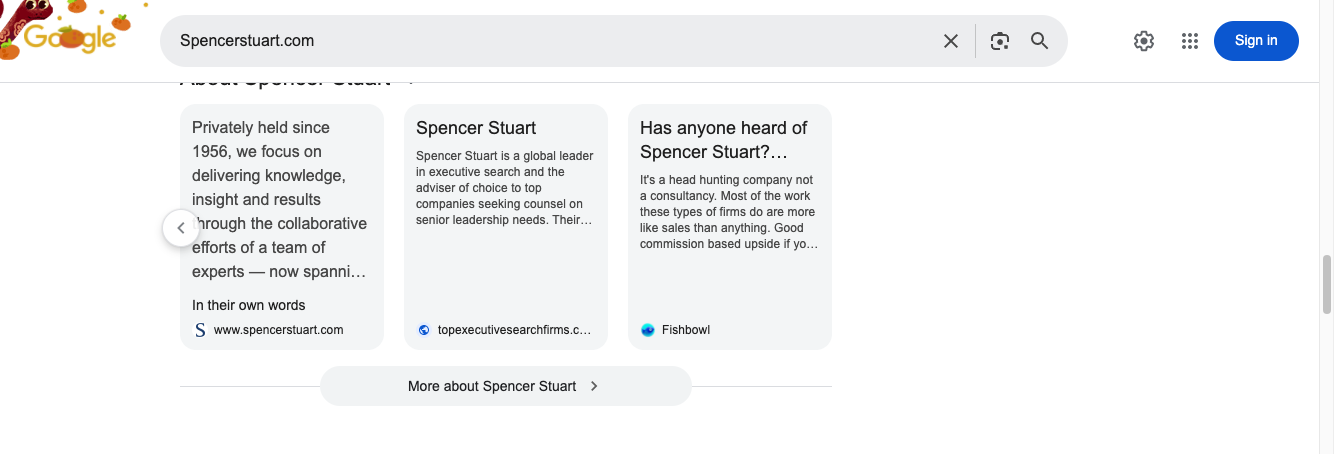 Google
Spencerstuart.com
Sign in
About Spencer Stuart
Privately held since
1956, we focus on
delivering knowledge,
insight and results
through the collaborative
efforts of a team of
experts — now spanni…
In their own words
S www.spencerstuart.com
Spencer Stuart
Spencer Stuart is a global leader
in executive search and the
adviser of choice to top
companies seeking counsel on
senior leadership needs. Their…
topexecutivesearchfirms.c...
Has anyone heard of
Spencer Stuart?…
It's a head hunting company not
a consultancy. Most of the work
these types of firms do are more
like sales than anything. Good
commission based upside if yo…
Fishbowl
More about Spencer Stuart